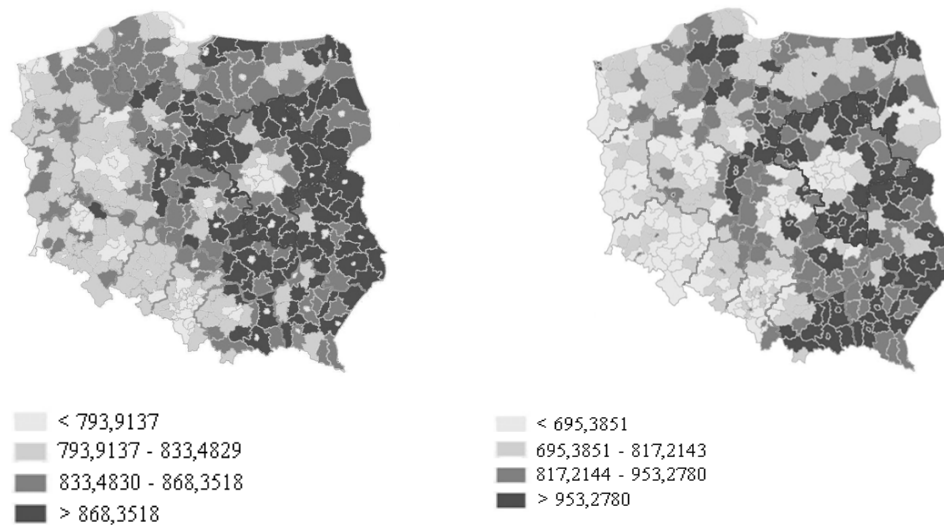 < 793,9137
793,9137 - 833,4829
833,4830 - 868,3518
> 868,3518
< 695,3851
695,3851 - 817,2143
817,2144 - 953,2780
> 953,2780